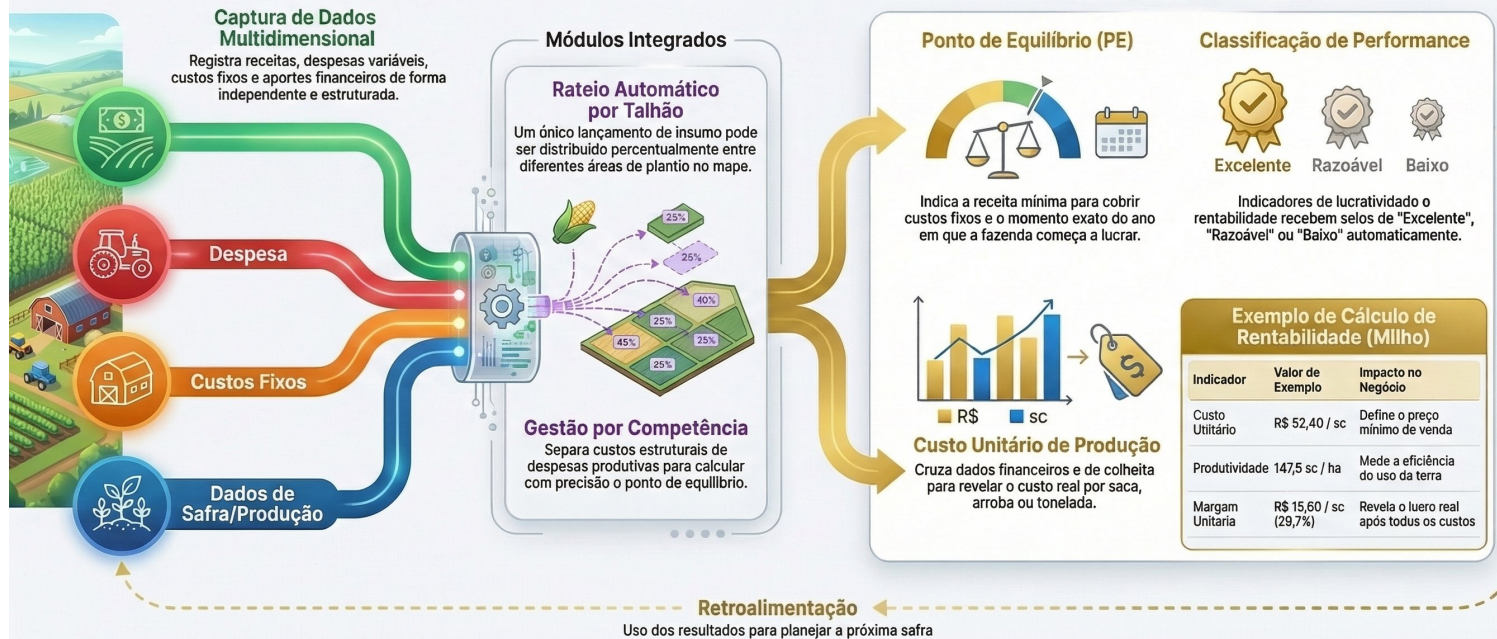 Captura de Dados
Multidimensional
Registra receitas, despesas variáveis,
custos fixos e aportes financeiros de forma
independente e estruturada.
Despesa
Custos Fixos
Dados de
Safra/Produção
Módulos Integrados
Rateio Automático
por Talhão
Um único lançamento de insumo pode
ser distribuido percentualmente entre
diferentes áreas de plantio no mape.
25%
25%
40%
25%
45%
25%
25%
Gestão por Competência
Separa custos estruturais de
despesas produtivas para calcular
com precisão o ponto de equllíbrio.
Ponto de Equilíbrio (PE)
Indica a receita mínima para cobrir
custos fixos e o momento exato do ano
em que a fazenda começa a lucrar.
R$ sc
Custo Unitário de Produção
Cruza dados financeiros e de colheita
para revelar o custo real por saca,
arroba ou tonelada.
Classificação de Performance
Excelente Razoável Baixo
Indicadores de lucratividado o
rentabilidade recebem selos de "Excelente",
"Razoável" ou "Baixo" automaticamente.
Exemplo de Cálculo de
Rentabilidade (Milho)
Indicador Valor de Exemplo Impacto no Negócio
Custo Utiitário R$ 52,40 / sc Define o preço mínimo de venda
Produtividade 147,5 sc / ha Mede a eficiência do uso da terra
Margam Unitaria R$ 15,60 / sc (29,7%) Revela o luero real após todus os custos
Retroalimentação
Uso dos resultados para planejar a próxima safra